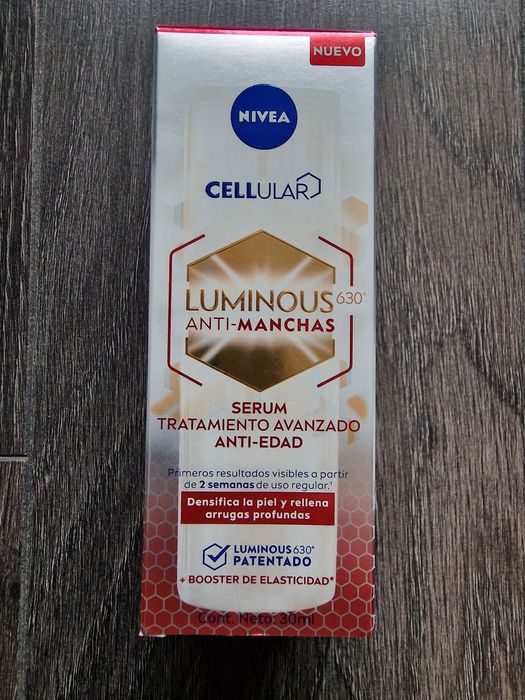 NUEVO
NIVEA
CELLULAR
LUMINOUS630®
ANTI-MANCHAS
SERUM
TRATAMIENTO AVANZADO
ANTI-EDAD
Primeros resultados visibles a partir
de 2 semanas de uso regular.¹
Densifica la piel y rellena
arrugas profundas
LUMINOUS630®
PATENTADO
+ BOOSTER DE ELASTICIDAD*
Cont. Neto: 30ml